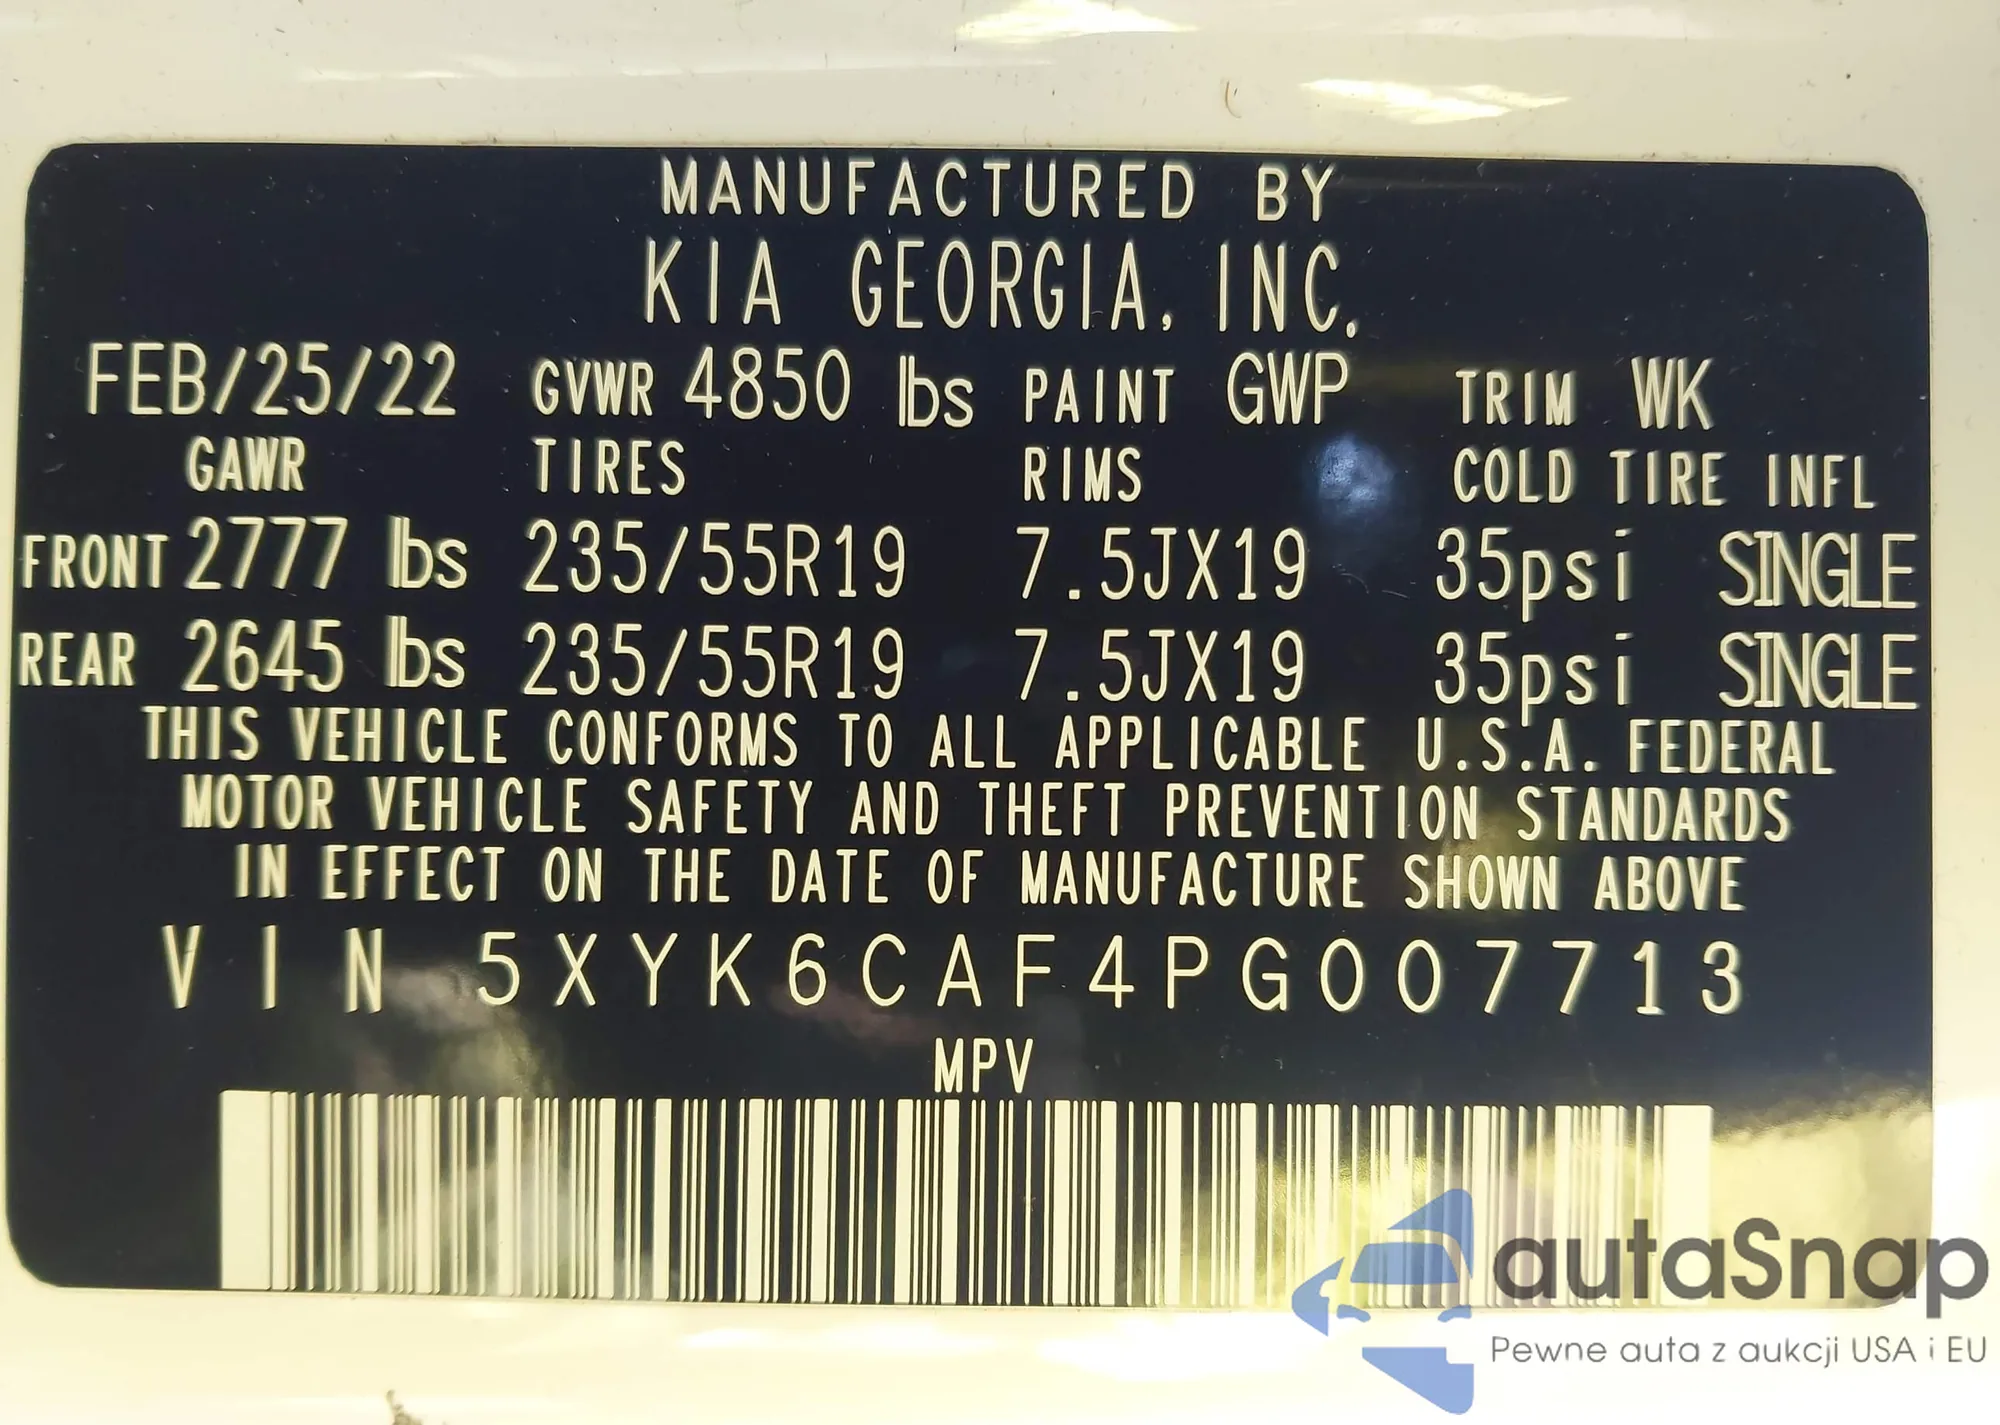 MANUFACTURED BY
KIA GEORGIA, INC.
FEB/25/22 GVWR 4850 lbs PAINT GWP TRIM WK
GAWR TIRES RIMS COLD TIRE INFL
FRONT 2777 lbs 235/55R19 7.5JX19 35psi SINGLE
REAR 2645 lbs 235/55R19 7.5JX19 35psi SINGLE
THIS VEHICLE CONFORMS TO ALL APPLICABLE U.S.A. FEDERAL
MOTOR VEHICLE SAFETY AND THEFT PREVENTION STANDARDS
IN EFFECT ON THE DATE OF MANUFACTURE SHOWN ABOVE
VIN 5XYK6CAF4PG007713
MPV
autaSnap
Pewne auta z aukcji USA i EU